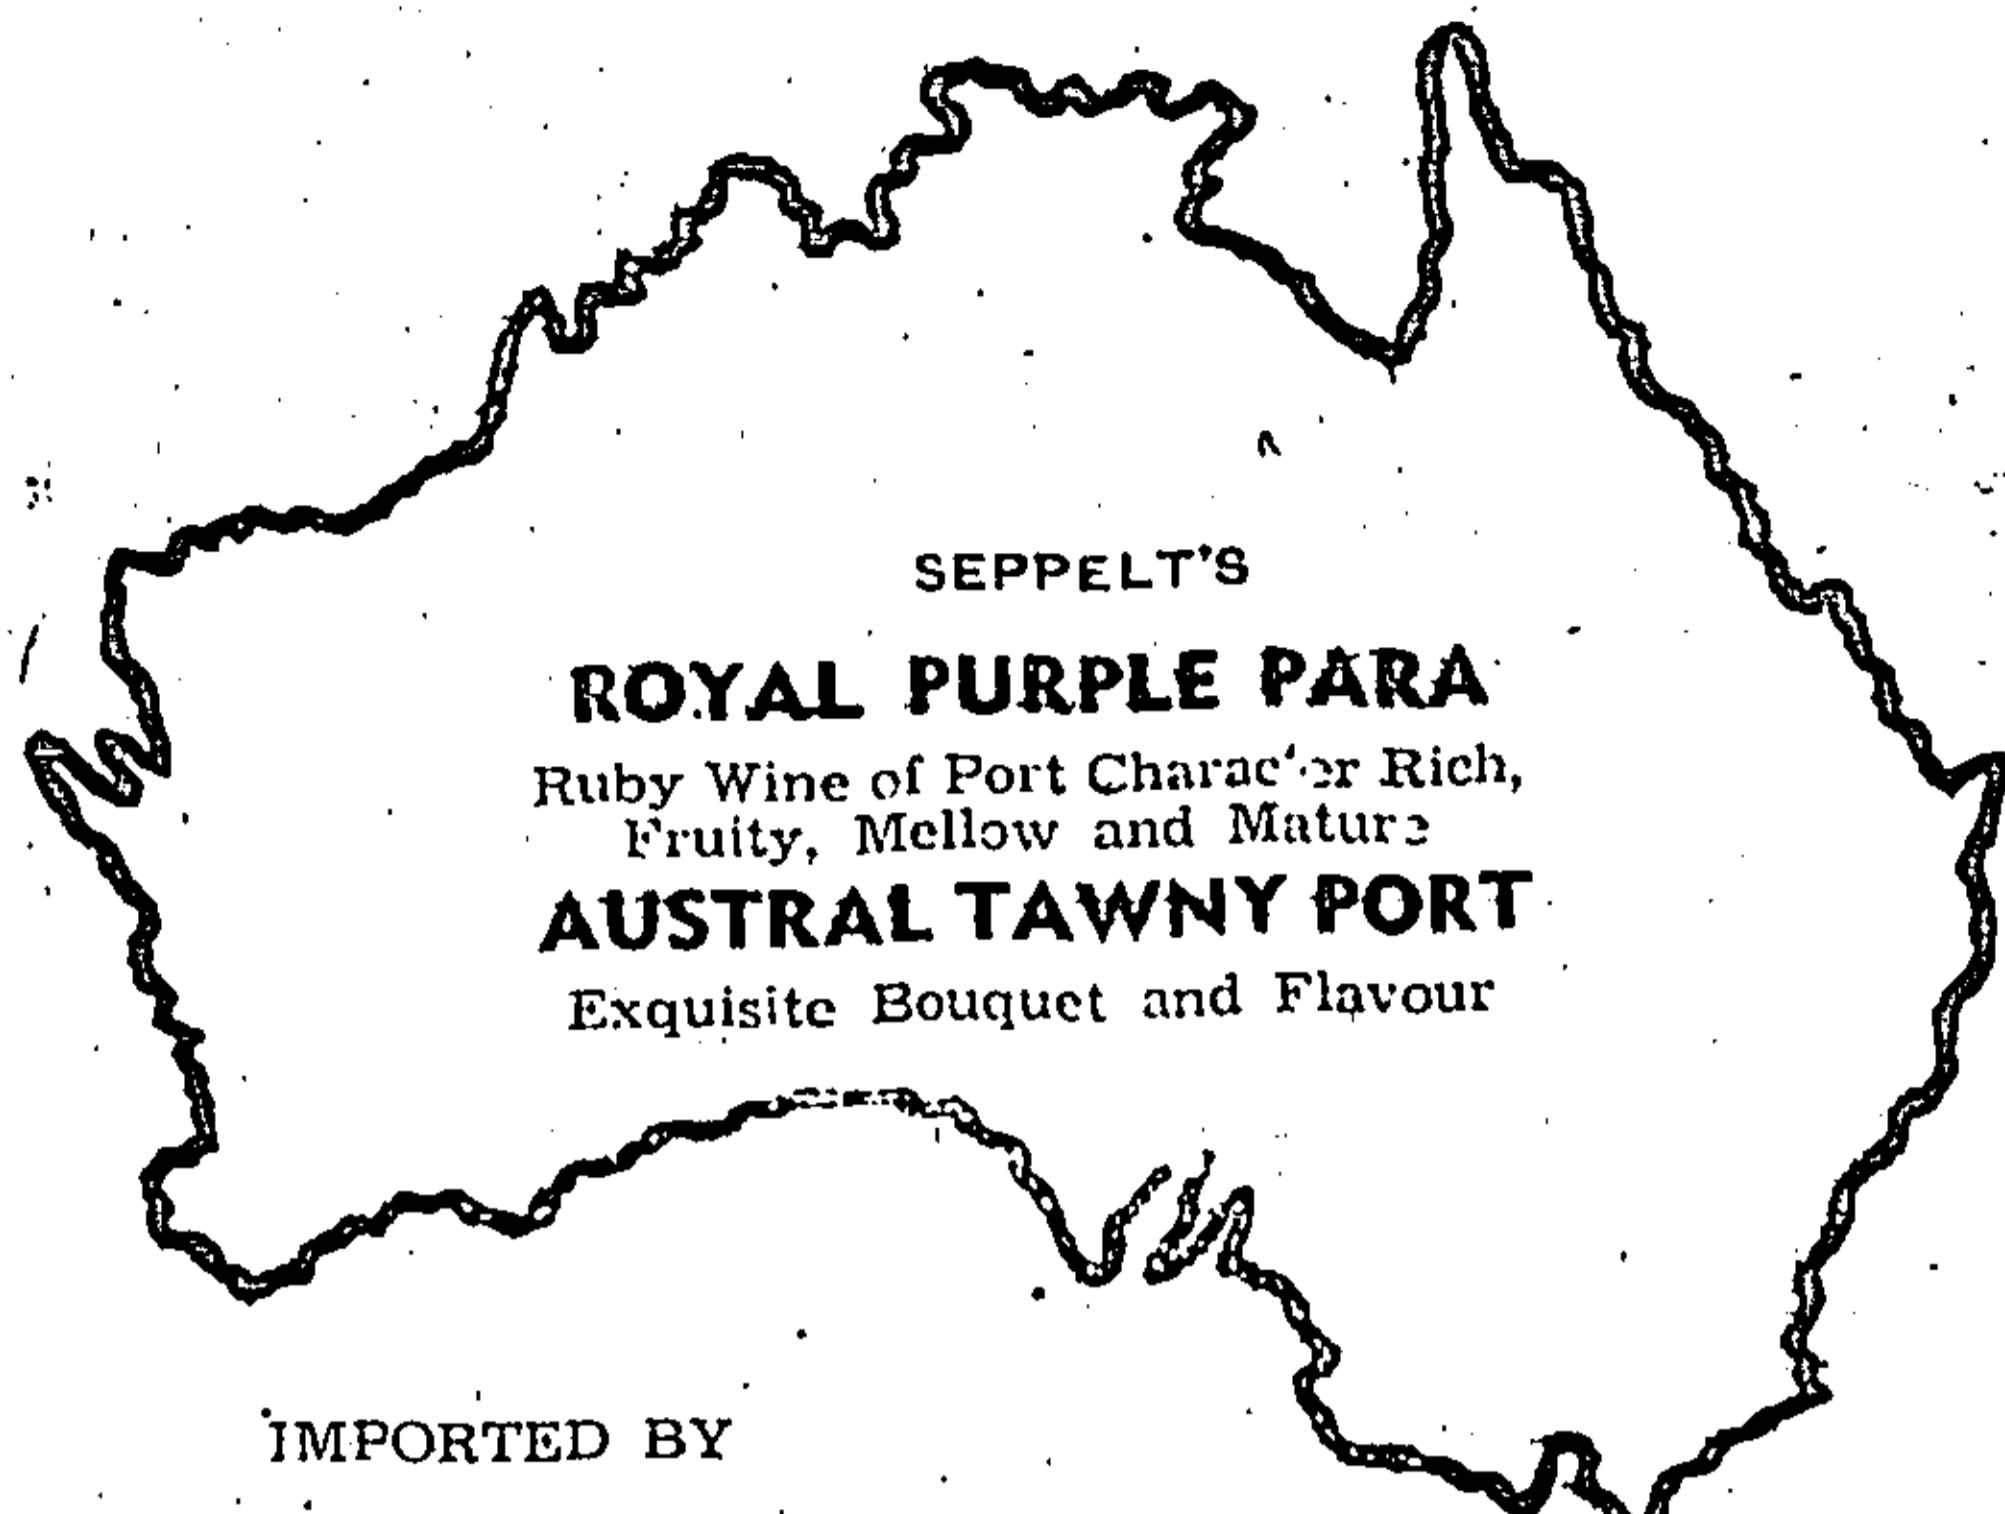 SEPPELT'S
ROYAL PURPLE PARA
Ruby Wine of Port Character Rich,
Fruity, Mellow and Mature
AUSTRAL TAWNY PORT
Exquisite Bouquet and Flavour
IMPORTED BY